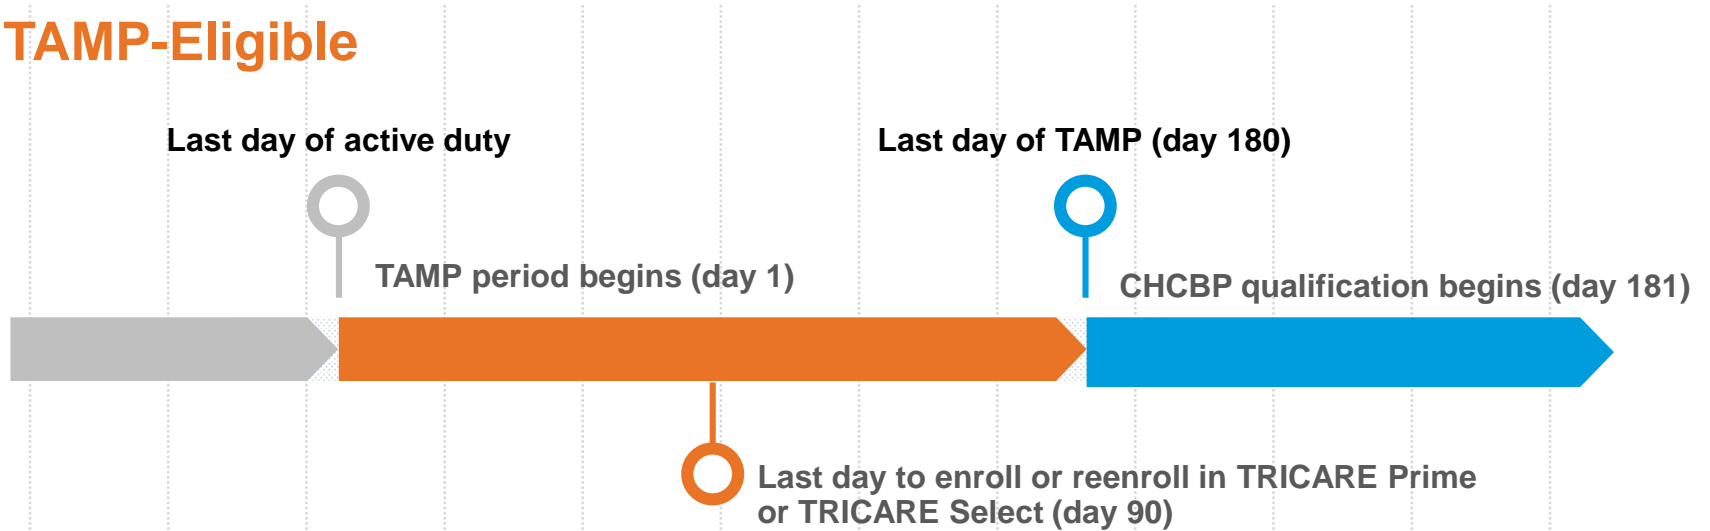 TAMP-Eligible
Last day of active duty
Last day of TAMP (day 180)
TAMP period begins (day 1)
CHCBP qualification begins (day 181)
Last day to enroll or reenroll in TRICARE Prime
or TRICARE Select (day 90)